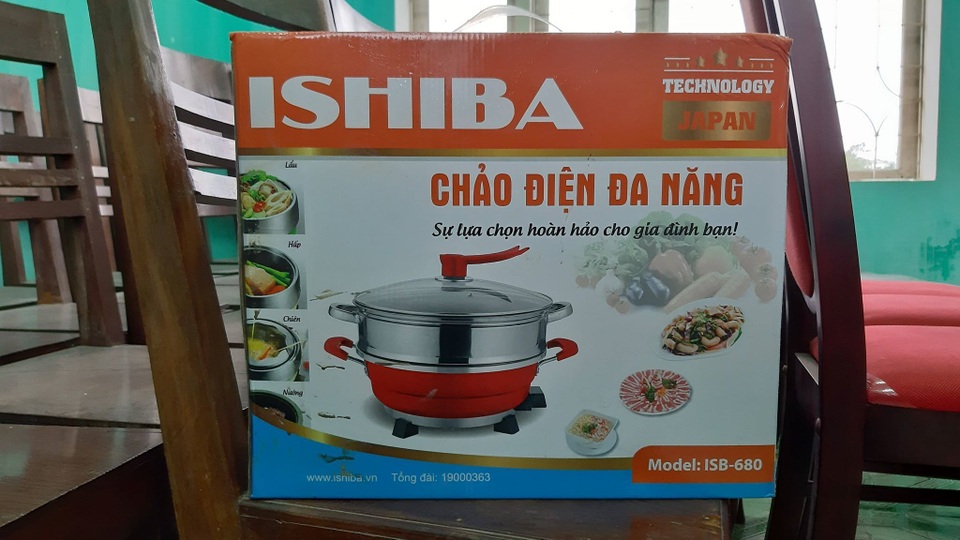 ISHIBA
TECHNOLOGY
JAPAN
CHẢO ĐIỆN ĐA NĂNG
Sự lựa chọn hoàn hảo cho gia đình bạn!
Lẩu
Hấp
Chiên
Nướng
Model: ISB-680
www.ishiba.vn Tổng đài: 19000363